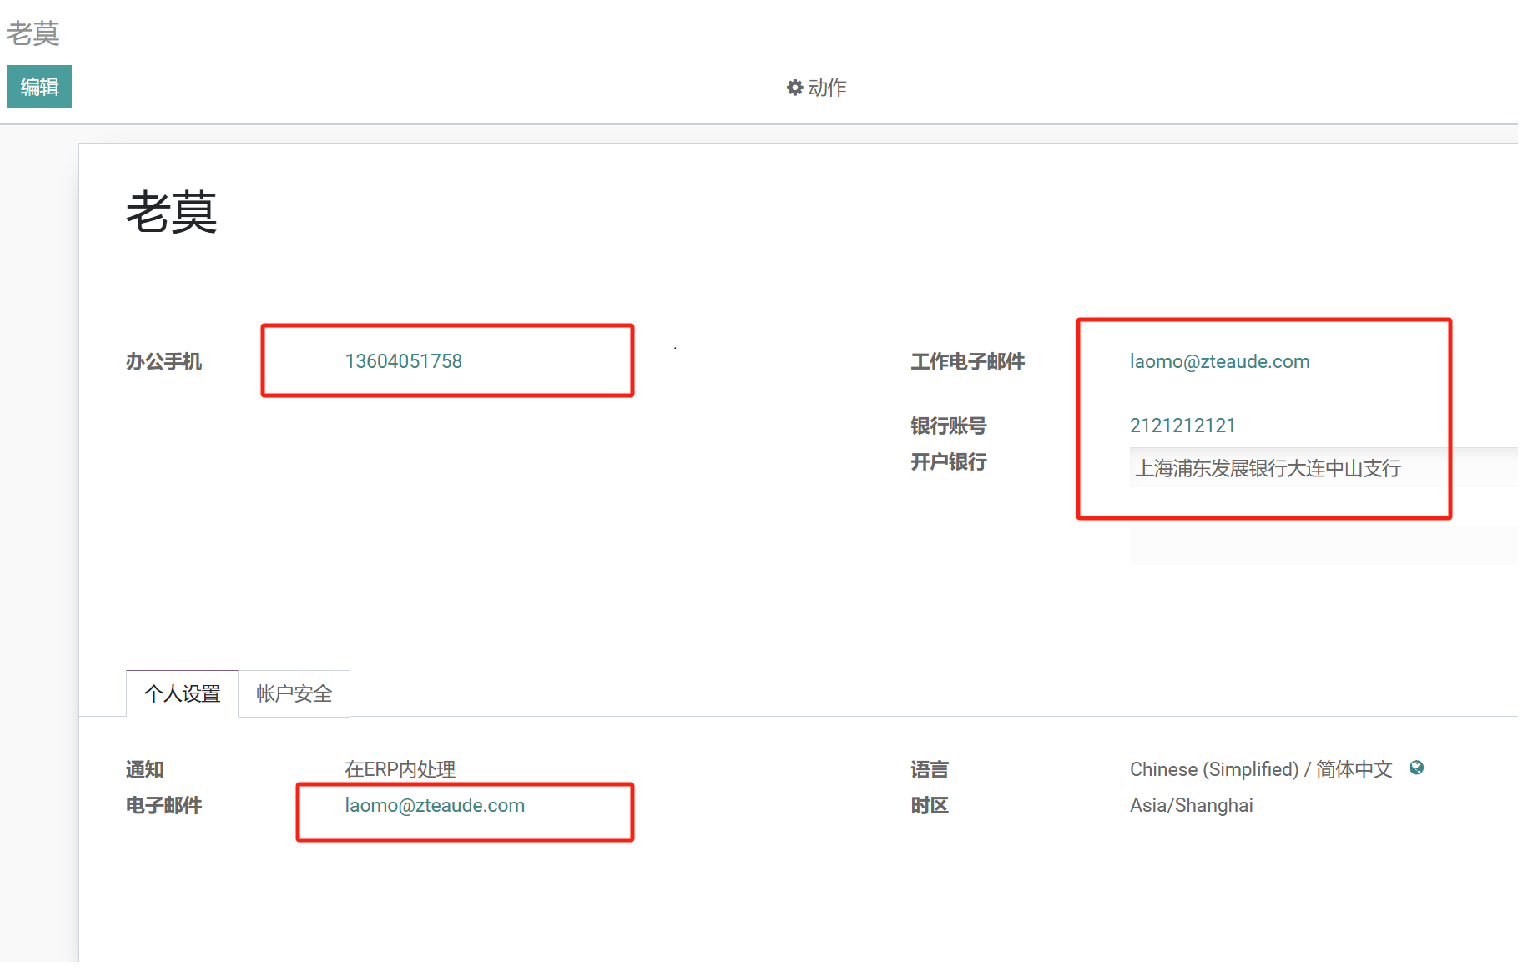 老莫
编辑
动作
老莫
办公手机 13604051758
工作电子邮件 laomo@zteaude.com
银行账号 2121212121
开户银行 上海浦东发展银行大连中山支行
个人设置 帐户安全
通知 在ERP内处理
语言 Chinese (Simplified) / 简体中文
电子邮件 laomo@zteaude.com
时区 Asia/Shanghai